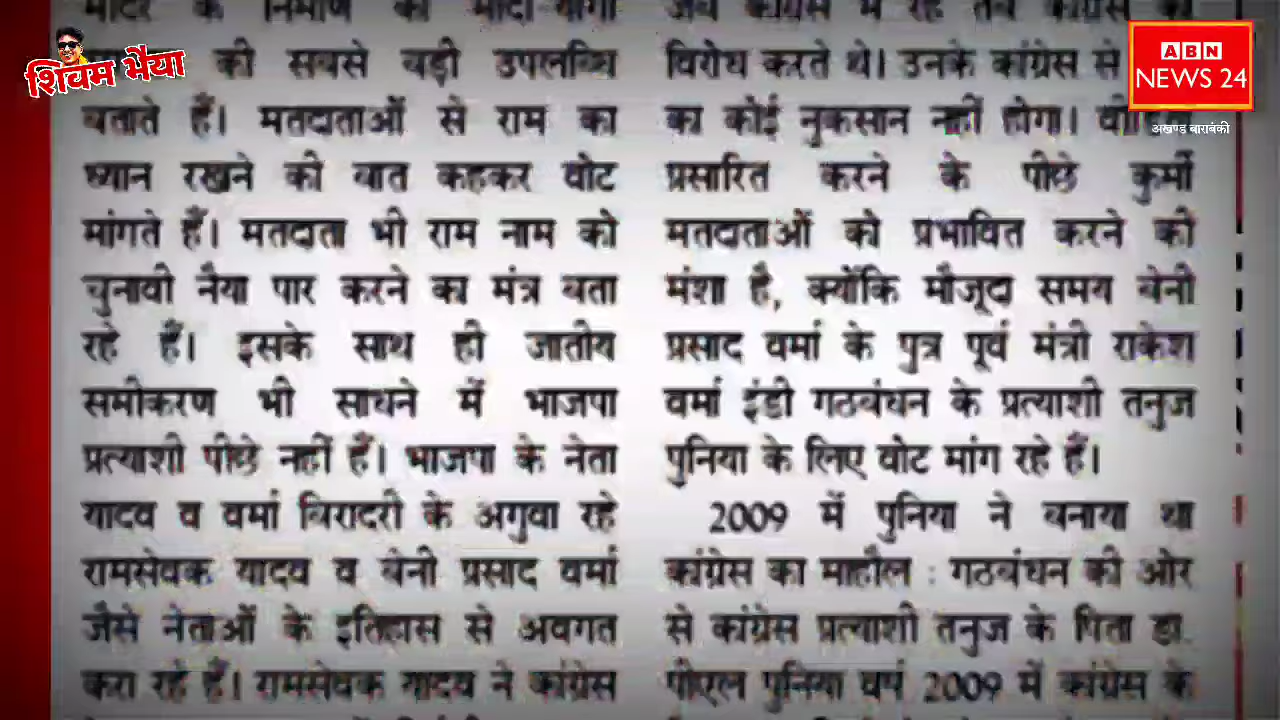 शिवम भैया
ABN
NEWS 24
अखण्ड बाराबंकी
मंदिर के निर्माण को मोदी-योगी
की सबसे बड़ी उपलब्धि
बताते हैं। मतदाताओं से राम का
ध्यान रखने की बात कहकर वोट
मांगते हैं। मतदाता भी राम नाम को
चुनावी नैया पार करने का मंत्र बता
रहे हैं। इसके साथ ही जातीय
समीकरण भी साधने में भाजपा
प्रत्याशी पीछे नहीं हैं। भाजपा के नेता
यादव व वर्मा बिरादरी के अगुवा रहे
रामसेवक यादव व बेनी प्रसाद वर्मा
जैसे नेताओं के इतिहास से अवगत
करा रहे हैं। रामसेवक यादव ने कांग्रेस
जब कांग्रेस में रहे तब कांग्रेस का
विरोध करते थे। उनके कांग्रेस से
का कोई नुकसान नहीं होगा।
प्रसारित करने के पीछे कुर्मी
मतदाताओं को प्रभावित करने की
मंशा है, क्योंकि मौजूदा समय बेनी
प्रसाद वर्मा के पुत्र पूर्व मंत्री राकेश
वर्मा इंडी गठबंधन के प्रत्याशी तनुज
पुनिया के लिए वोट मांग रहे हैं।
2009 में पुनिया ने बनाया था
कांग्रेस का माहौल : गठबंधन की ओर
से कांग्रेस प्रत्याशी तनुज के पिता डा.
पीएल पुनिया वर्ष 2009 में कांग्रेस के